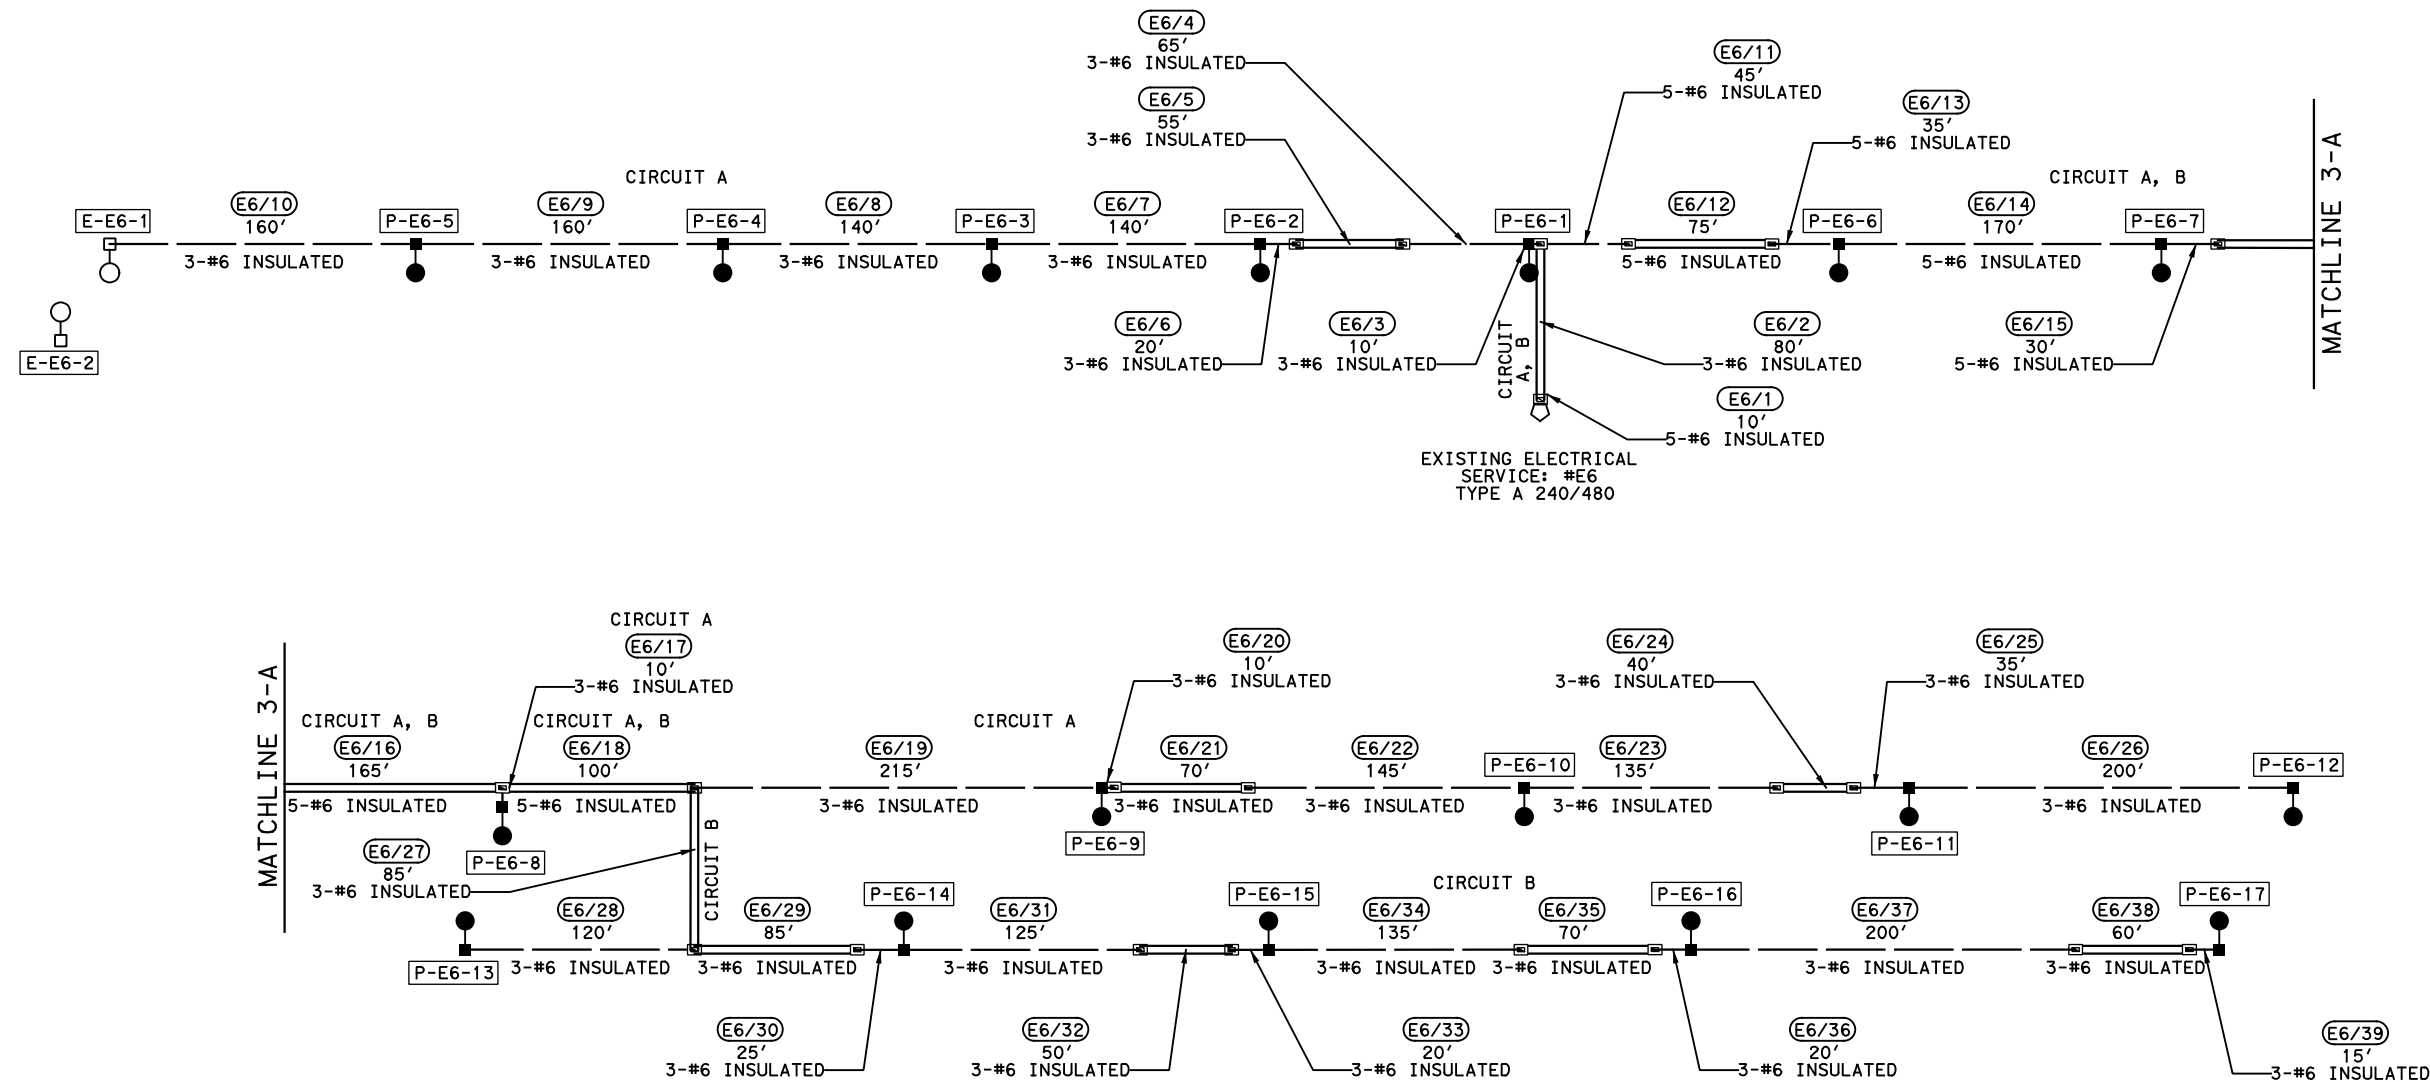 E6/4
65′
3-#6 INSULATED
E6/5
55′
3-#6 INSULATED
E6/11
45′
5-#6 INSULATED
E6/13
35′
5-#6 INSULATED
CIRCUIT A
CIRCUIT A, B
E-E6-1
E6/10
160′
3-#6 INSULATED
P-E6-5
E6/9
160′
3-#6 INSULATED
P-E6-4
E6/8
140′
3-#6 INSULATED
P-E6-3
E6/7
140′
3-#6 INSULATED
P-E6-2
P-E6-1
E6/12
75′
5-#6 INSULATED
P-E6-6
E6/14
170′
5-#6 INSULATED
P-E6-7
MATCHLINE 3-A
E-E6-2
E6/6
20′
3-#6 INSULATED
E6/3
10′
3-#6 INSULATED
CIRCUIT
A, B
E6/2
80′
3-#6 INSULATED
E6/15
30′
5-#6 INSULATED
E6/1
10′
5-#6 INSULATED
EXISTING ELECTRICAL
SERVICE: #E6
TYPE A 240/480
MATCHLINE 3-A
CIRCUIT A
E6/17
10′
3-#6 INSULATED
E6/20
10′
3-#6 INSULATED
E6/24
40′
3-#6 INSULATED
E6/25
35′
3-#6 INSULATED
CIRCUIT A, B
CIRCUIT A, B
CIRCUIT A
E6/16
165′
5-#6 INSULATED
E6/18
100′
5-#6 INSULATED
E6/19
215′
3-#6 INSULATED
E6/21
70′
3-#6 INSULATED
E6/22
145′
3-#6 INSULATED
P-E6-10
E6/23
135′
3-#6 INSULATED
E6/26
200′
3-#6 INSULATED
P-E6-12
E6/27
85′
3-#6 INSULATED
P-E6-8
CIRCUIT B
P-E6-9
P-E6-11
P-E6-14
P-E6-15
CIRCUIT B
P-E6-16
P-E6-17
P-E6-13
E6/28
120′
3-#6 INSULATED
E6/29
85′
3-#6 INSULATED
E6/31
125′
3-#6 INSULATED
E6/34
135′
3-#6 INSULATED
E6/35
70′
3-#6 INSULATED
E6/37
200′
3-#6 INSULATED
E6/38
60′
3-#6 INSULATED
E6/30
25′
3-#6 INSULATED
E6/32
50′
3-#6 INSULATED
E6/33
20′
3-#6 INSULATED
E6/36
20′
3-#6 INSULATED
E6/39
15′
3-#6 INSULATED